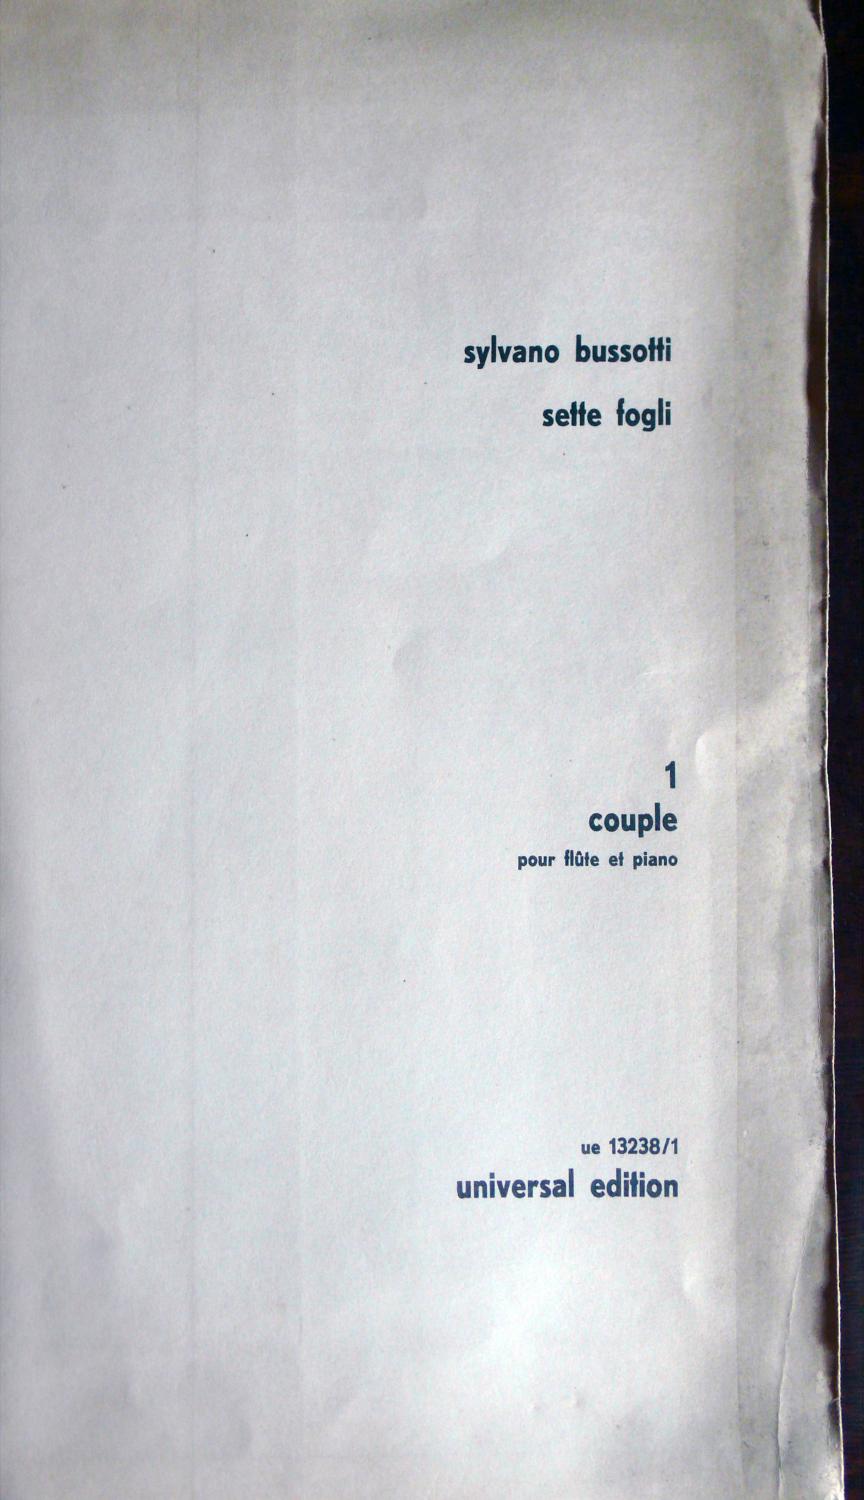 sylvano bussotti
sette fogli
1
couple
pour flûte et piano
ue 13238/1
universal edition